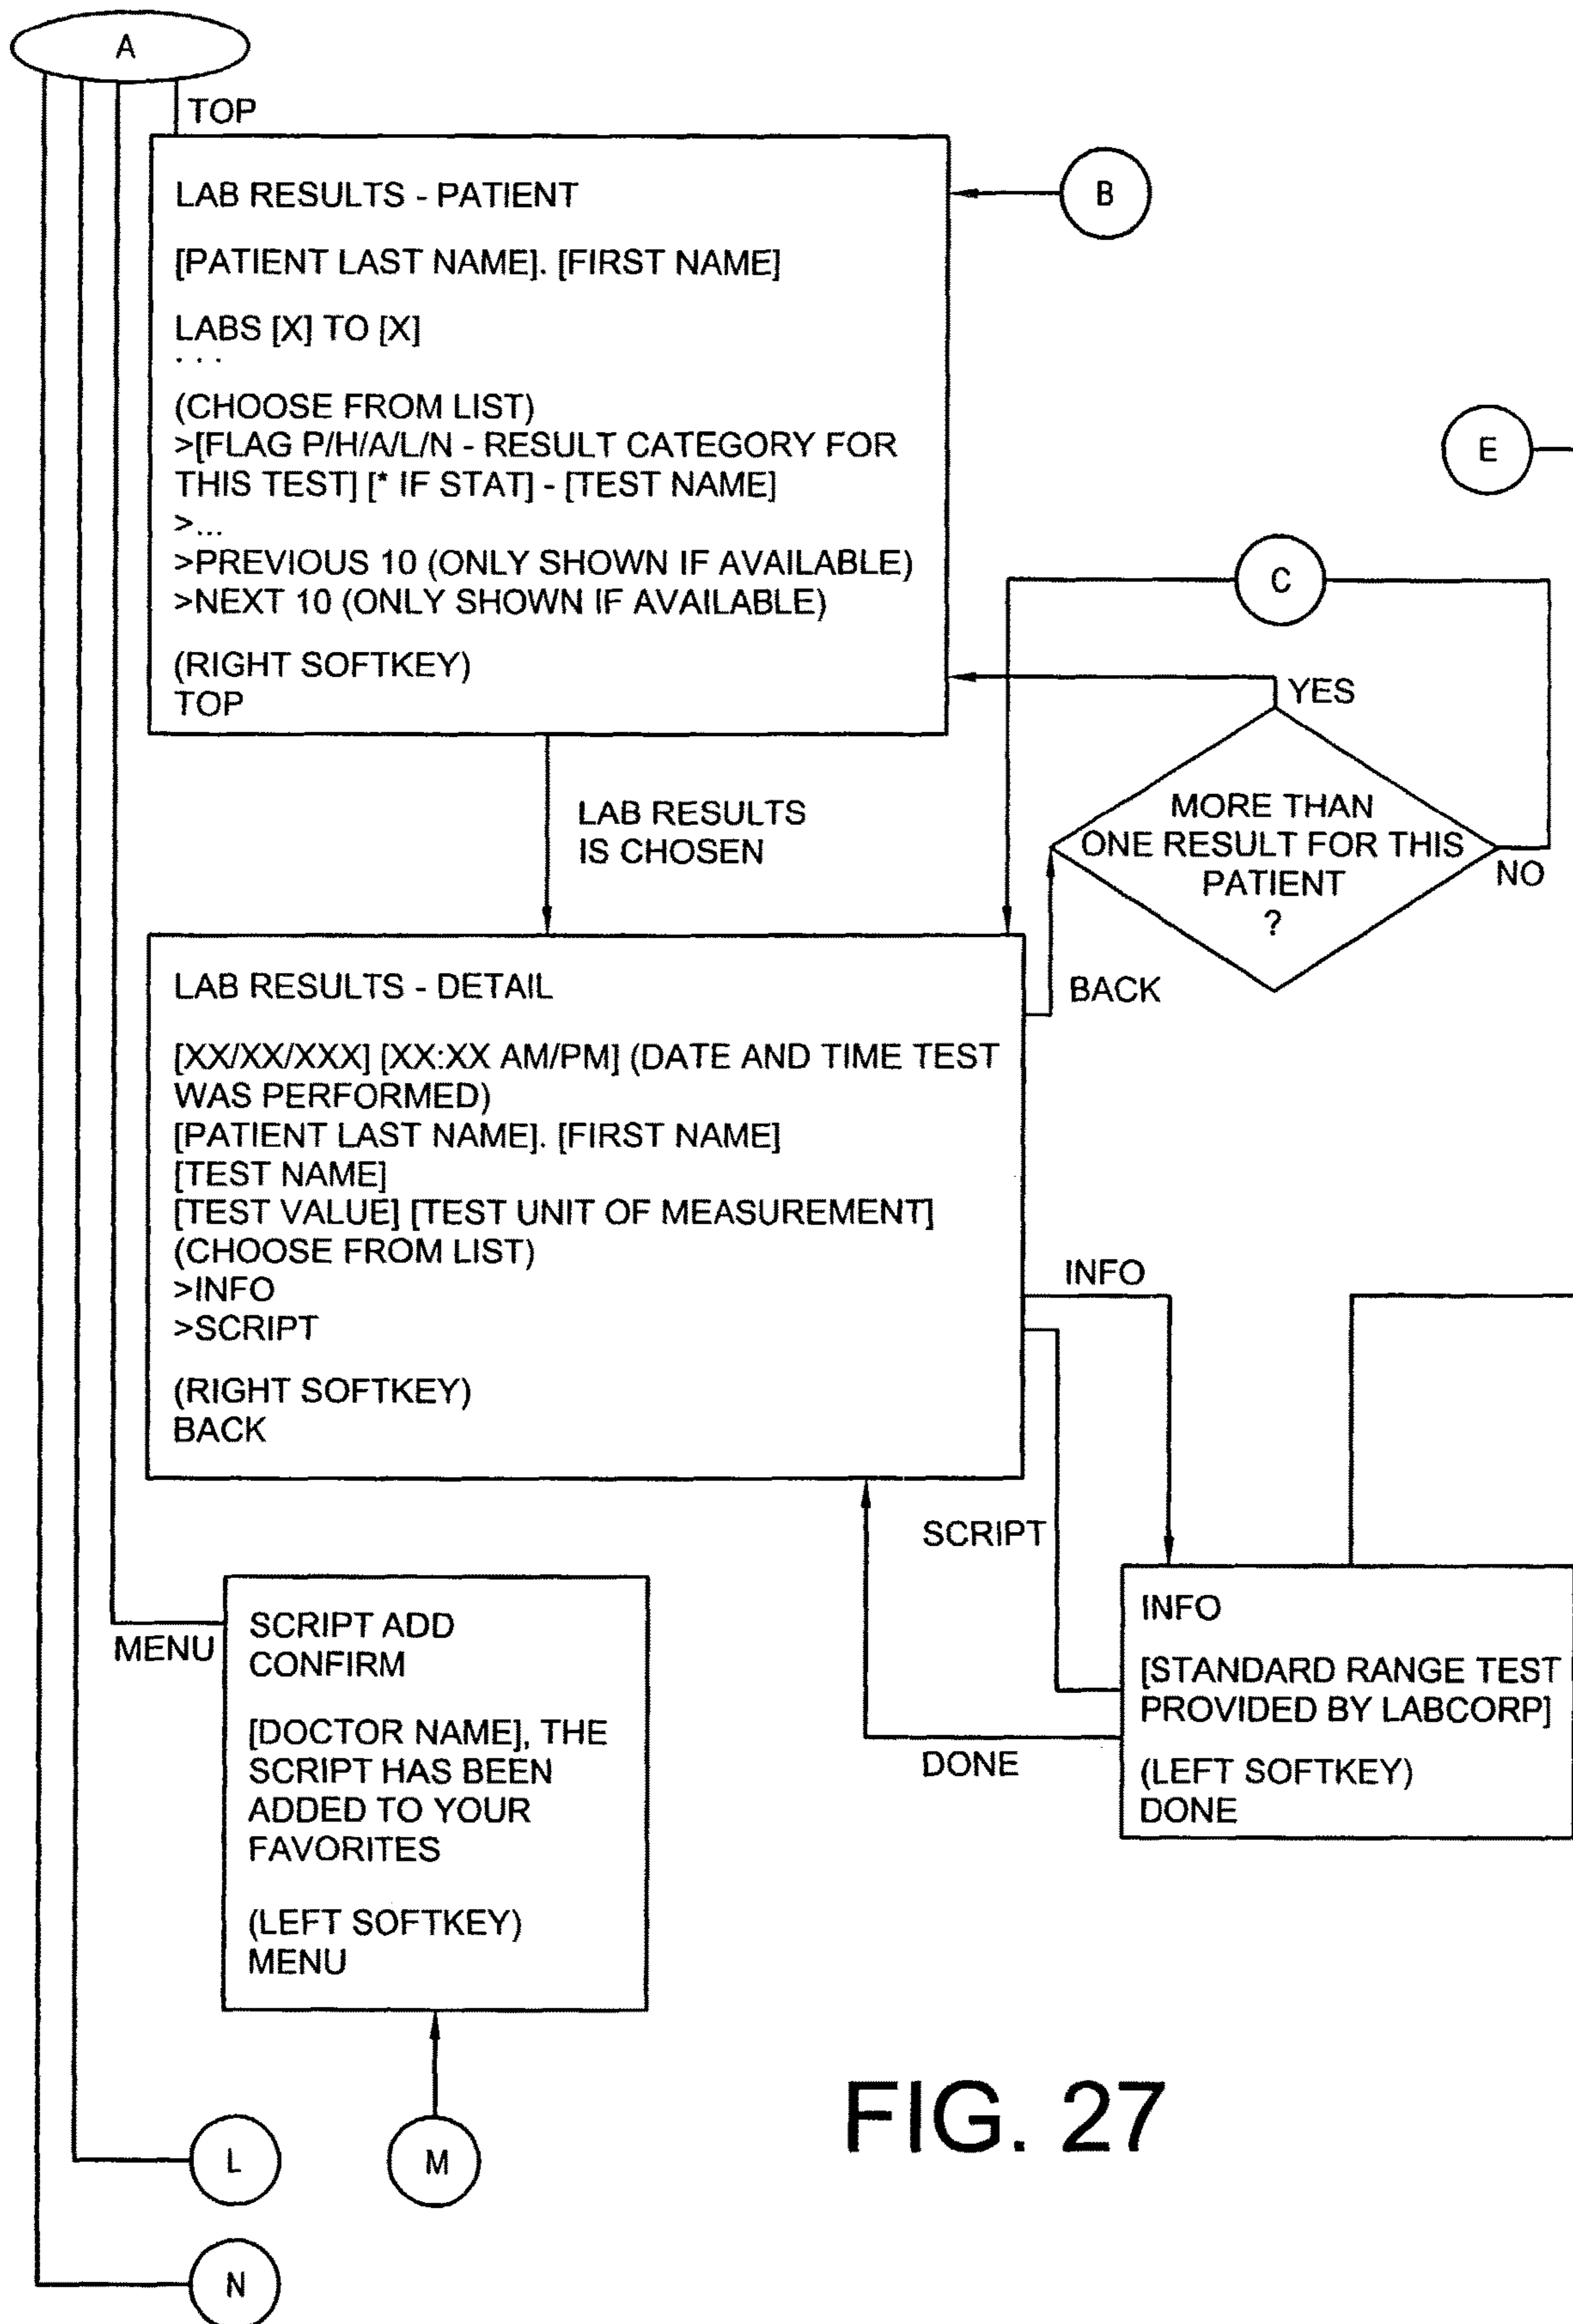 A
TOP
LAB RESULTS - PATIENT
[PATIENT LAST NAME]. [FIRST NAME]
LABS [X] TO [X]
. . .
(CHOOSE FROM LIST)
>[FLAG P/H/A/L/N - RESULT CATEGORY FOR
THIS TEST] [* IF STAT] - [TEST NAME]
>...
>PREVIOUS 10 (ONLY SHOWN IF AVAILABLE)
>NEXT 10 (ONLY SHOWN IF AVAILABLE)
(RIGHT SOFTKEY)
TOP
B
E
C
YES
MORE THAN
ONE RESULT FOR THIS
PATIENT
?
NO
LAB RESULTS
IS CHOSEN
BACK
LAB RESULTS - DETAIL
[XX/XX/XXX] [XX:XX AM/PM] (DATE AND TIME TEST
WAS PERFORMED)
[PATIENT LAST NAME]. [FIRST NAME]
[TEST NAME]
[TEST VALUE] [TEST UNIT OF MEASUREMENT]
(CHOOSE FROM LIST)
>INFO
>SCRIPT
(RIGHT SOFTKEY)
BACK
INFO
SCRIPT
DONE
INFO
[STANDARD RANGE TEST
PROVIDED BY LABCORP]
(LEFT SOFTKEY)
DONE
MENU
SCRIPT ADD
CONFIRM
[DOCTOR NAME], THE
SCRIPT HAS BEEN
ADDED TO YOUR
FAVORITES
(LEFT SOFTKEY)
MENU
L
M
N
FIG. 27